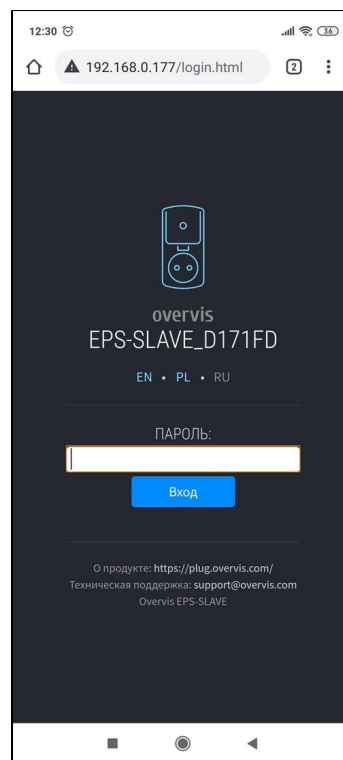 12:30
36
192.168.0.177/login.html
2
overvis
EPS-SLAVE_D171FD
EN • PL • RU
ПАРОЛЬ:
Вход
О продукте: https://plug.overvis.com/
Техническая поддержка: support@overvis.com
Overvis EPS-SLAVE